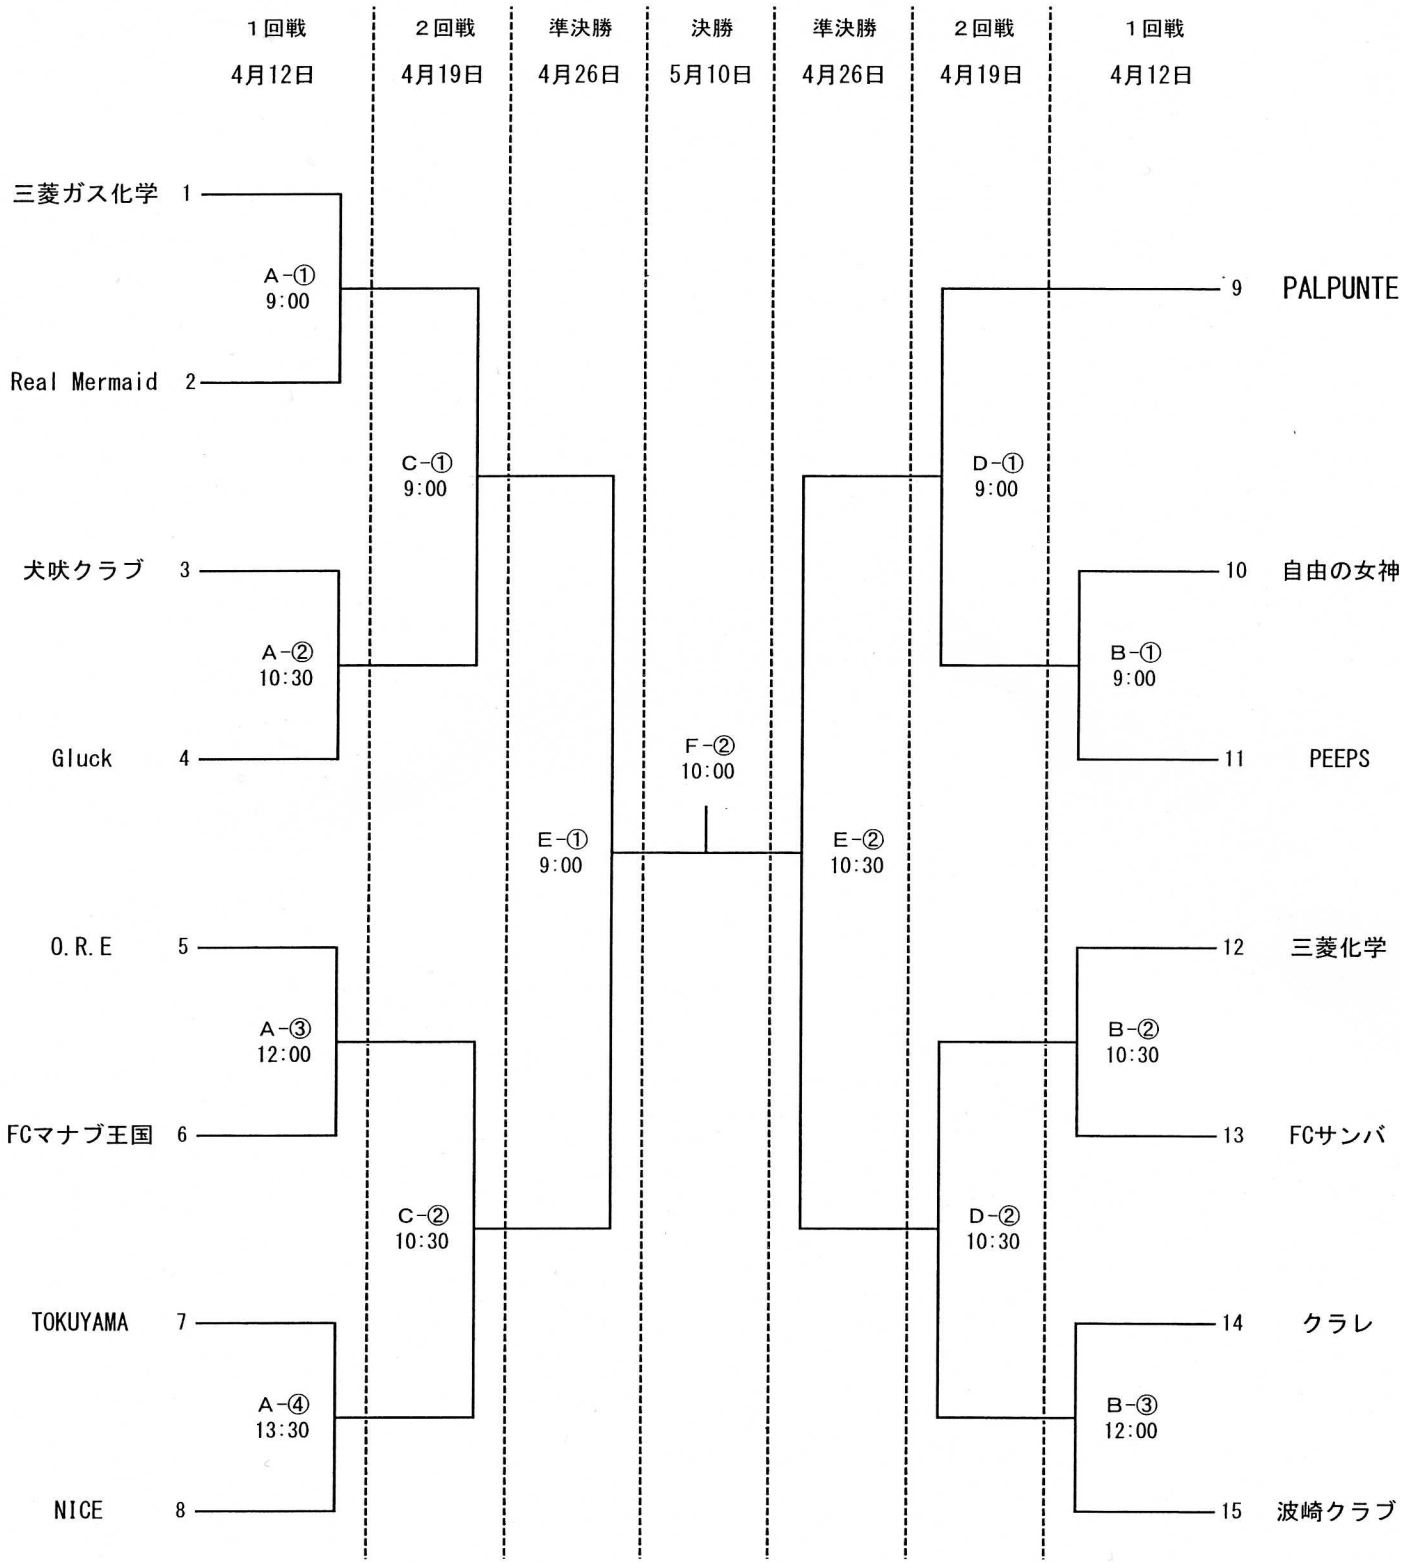 1回戦 2回戦 準決勝 決勝 準決勝 2回戦 1回戦
4月12日 4月19日 4月26日 5月10日 4月26日 4月19日 4月12日
三菱ガス化学 1
A-①
9:00
9 PALPUNTE
Real Mermaid 2
C-①
9:00
D-①
9:00
犬吠クラブ 3
10 自由の女神
A-②
10:30
B-①
9:00
Gluck 4
F-②
10:00
11 PEEPS
E-①
9:00
E-②
10:30
O.R.E 5
12 三菱化学
A-③
12:00
B-②
10:30
FCマナブ王国 6
13 FCサンバ
C-②
10:30
D-②
10:30
TOKUYAMA 7
14 クラレ
A-④
13:30
B-③
12:00
NICE 8
15 波崎クラブ